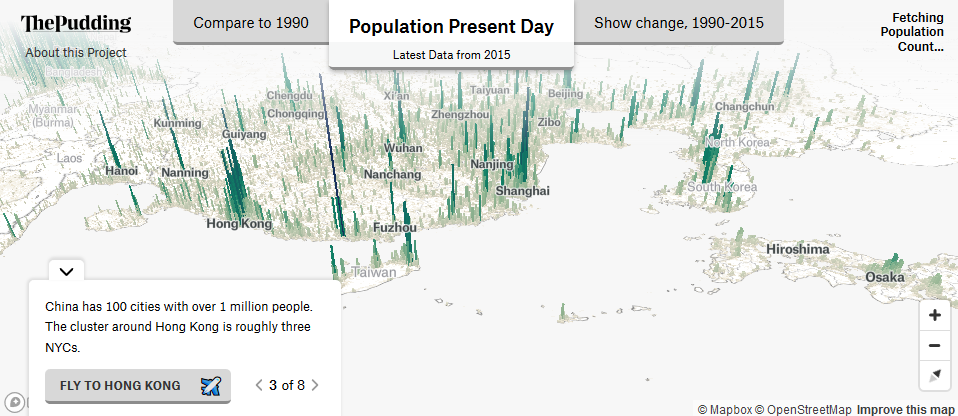 ThePudding
About this Project
Compare to 1990
Population Present Day
Latest Data from 2015
Show change, 1990-2015
Fetching
Population
Count...
Bangladesh
Myanmar
(Burma)
Laos
Kunming
Chengdu
Chongqing
Guiyang
Xi'an
Taiyuan
Beijing
Zhengzhou
Zibo
Changchun
North Korea
South Korea
Hanoi
Nanning
Wuhan
Nanchang
Nanjing
Shanghai
Hong Kong
Fuzhou
Taiwan
Hiroshima
Osaka
China has 100 cities with over 1 million people.
The cluster around Hong Kong is roughly three
NYCs.
FLY TO HONG KONG
3 of 8
© Mapbox © OpenStreetMap Improve this map